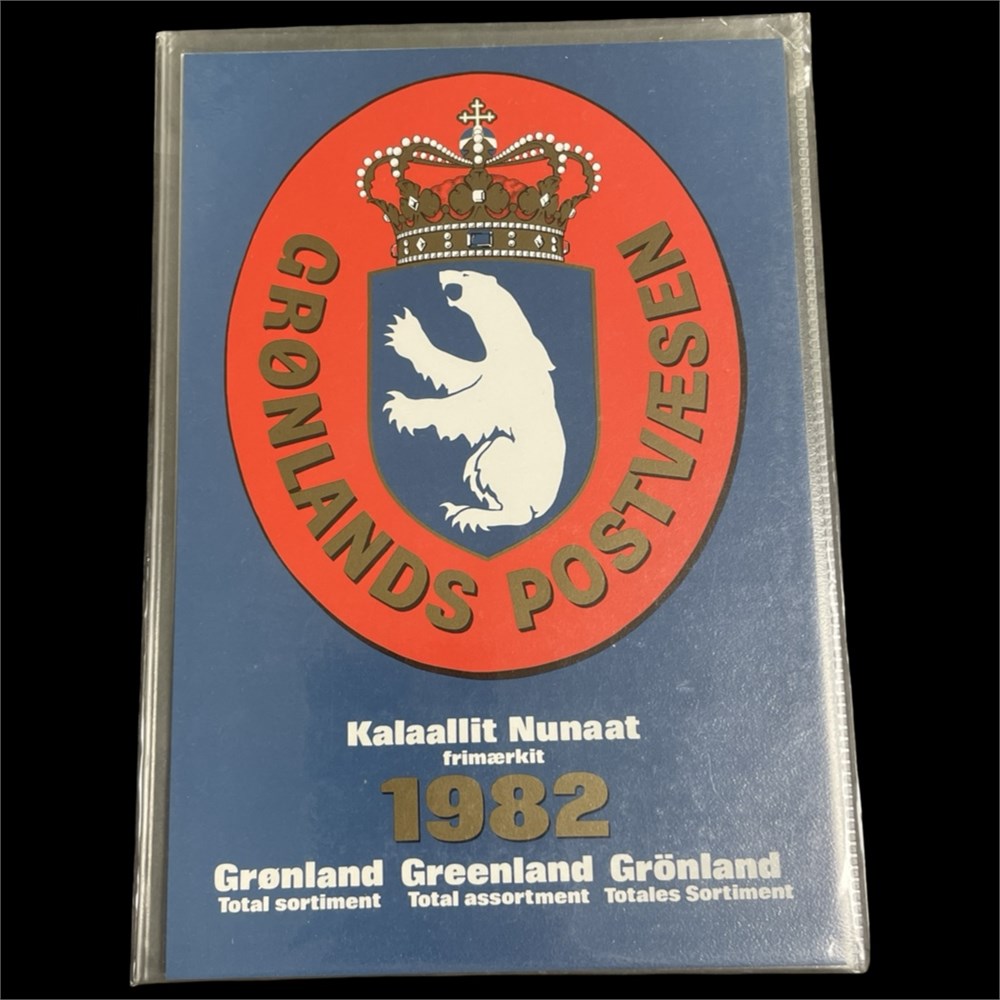 GRØNLANDS POSTVÆSEN
Kalaallit Nunaat
frimærkit
1982
Grønland Greenland Grönland
Total sortiment Total assortment Totales Sortiment